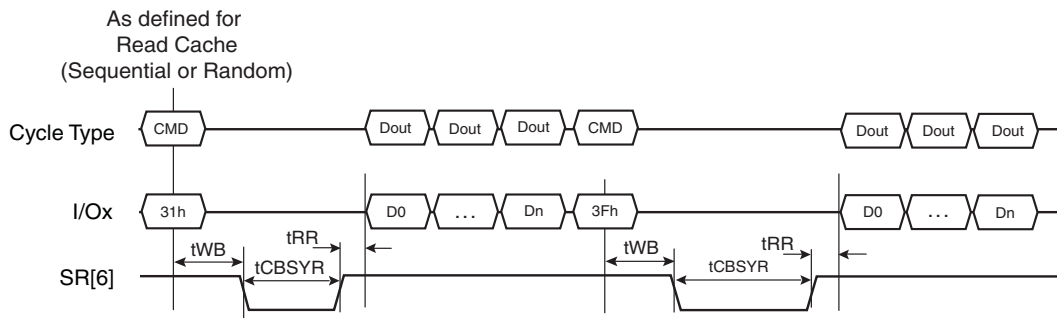 As defined for
Read Cache
(Sequential or Random)
Cycle Type CMD Dout Dout Dout CMD Dout Dout Dout
I/Ox 31h D0 ... Dn 3Fh D0 ... Dn
tWB tRR tWB tRR
SR[6] tCBSYR tCBSYR